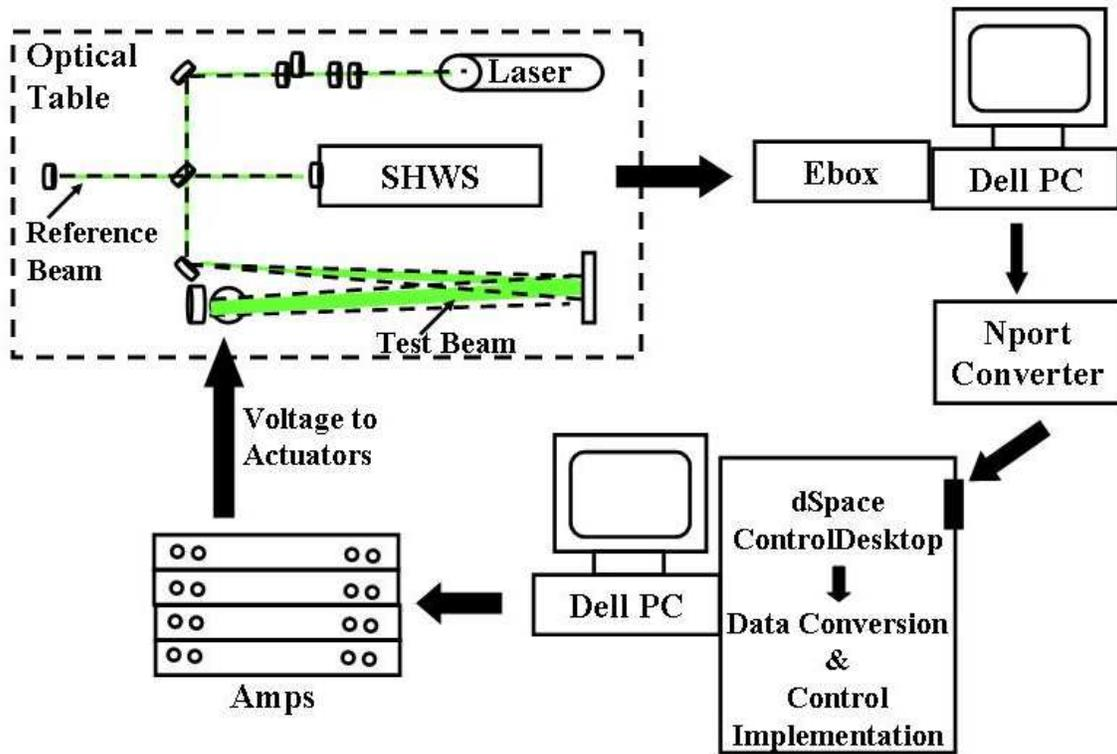 Optical
Table
Laser
SHWS
Ebox
Dell PC
Reference
Beam
Test Beam
Nport
Converter
Voltage to
Actuators
dSpace
ControlDesktop
Data Conversion
&
Control
Implementation
Dell PC
Amps